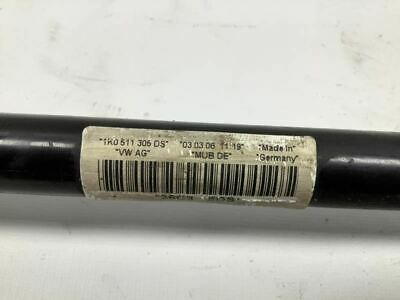 "1K0 511 305 DS" "03.03.06 11:19" "Made in"
"VW AG" "MUB DE" "Germany"